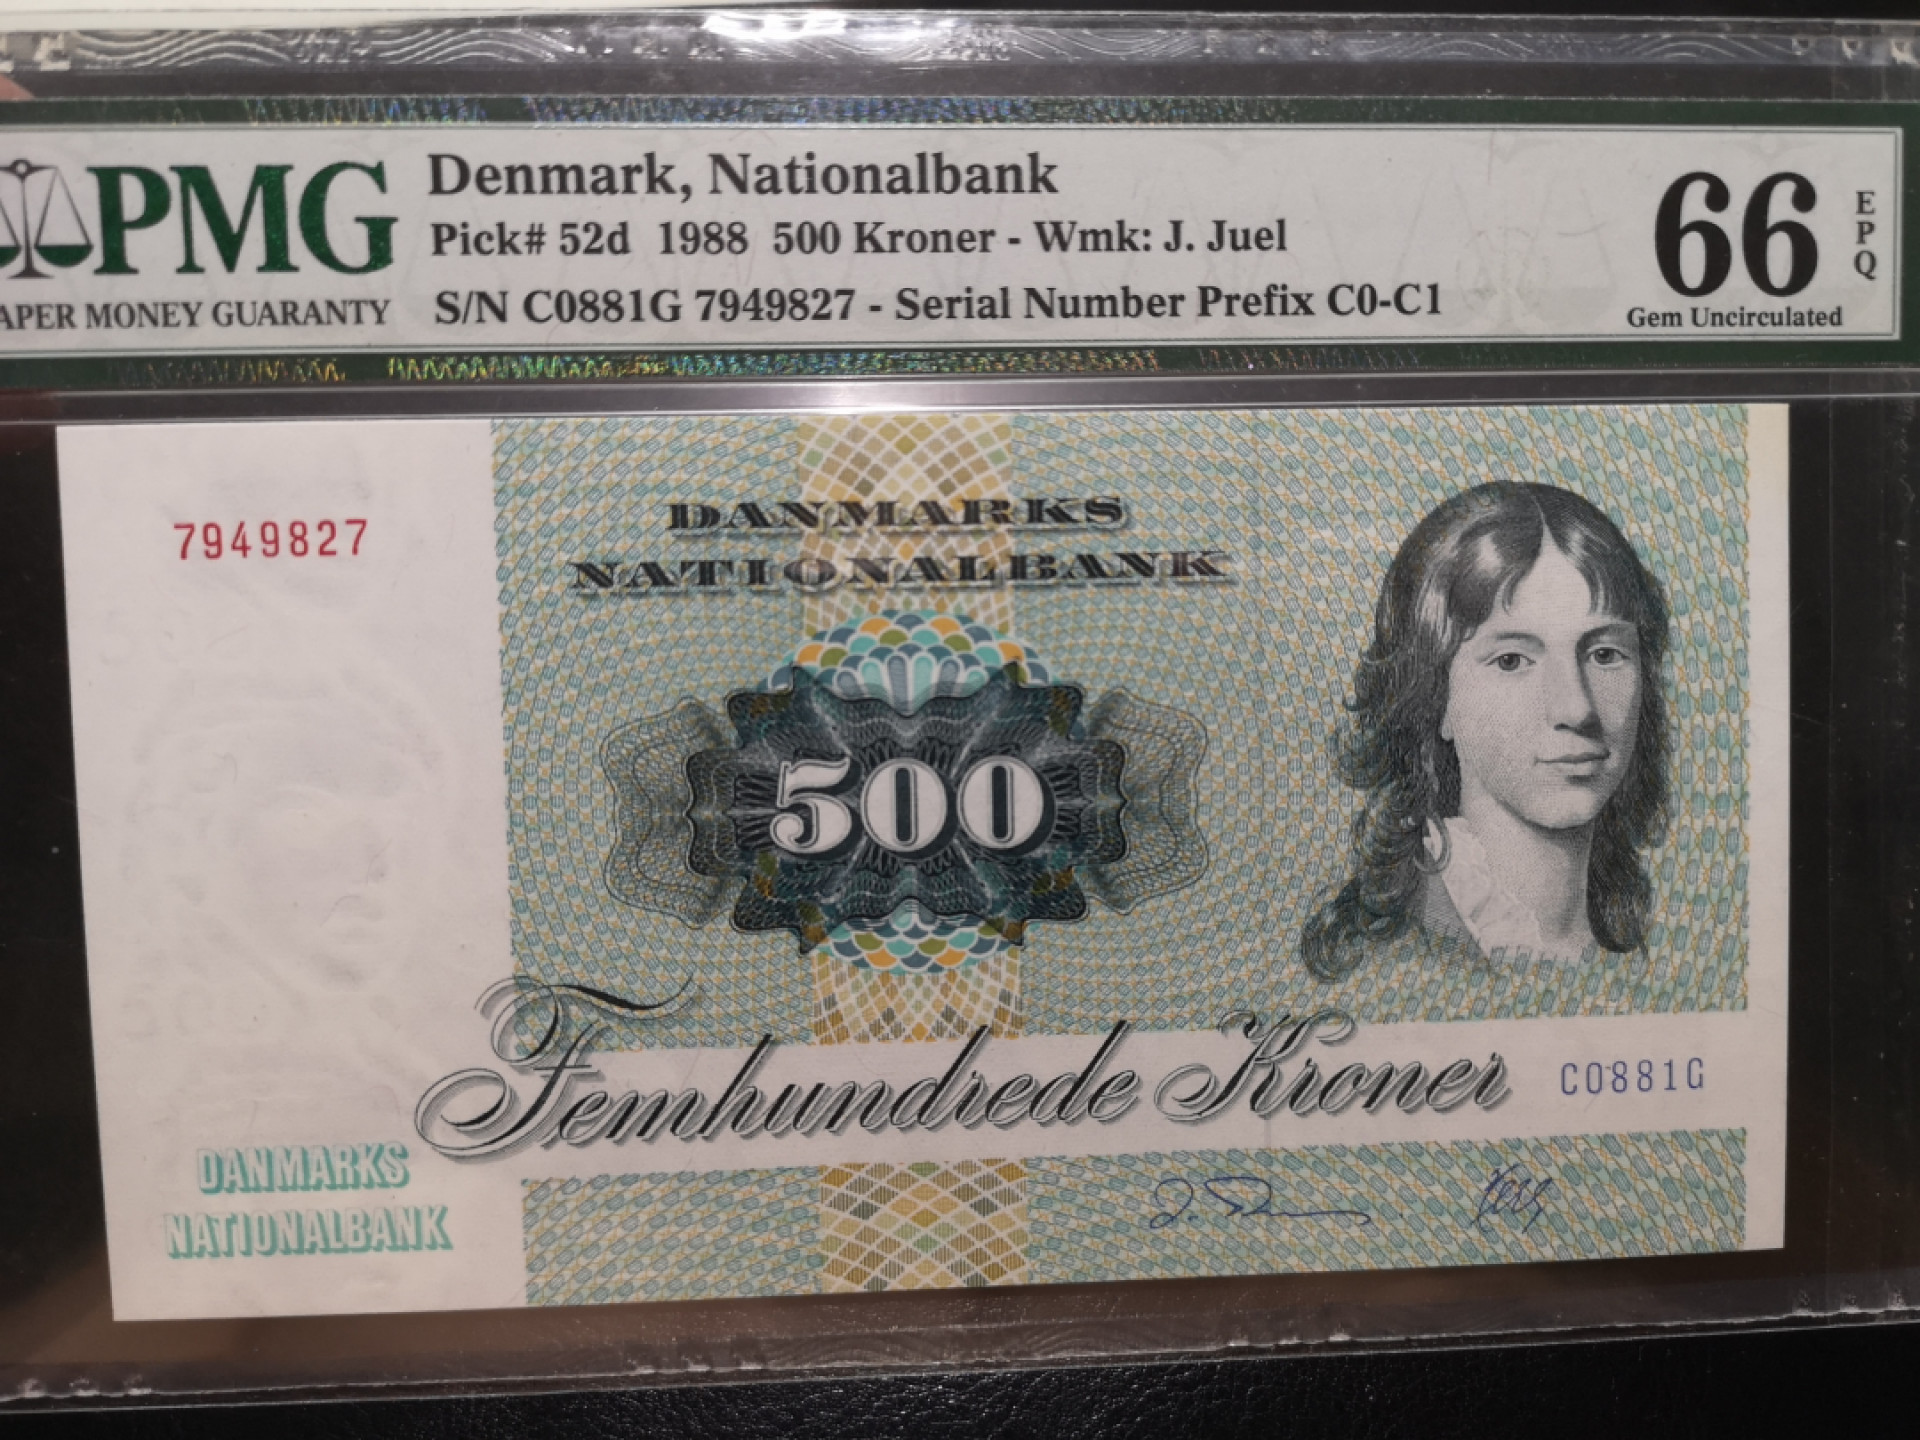 PMG
APER MONEY GUARANTY
Denmark, Nationalbank
Pick# 52d 1988 500 Kroner - Wmk: J. Juel
S/N C0881G 7949827 - Serial Number Prefix C0-C1
66
EPQ
Gem Uncirculated
7949827
DANMARKS
NATIONALBANK
500
Femhundrede Kroner
C0881G
DANMARKS
NATIONALBANK